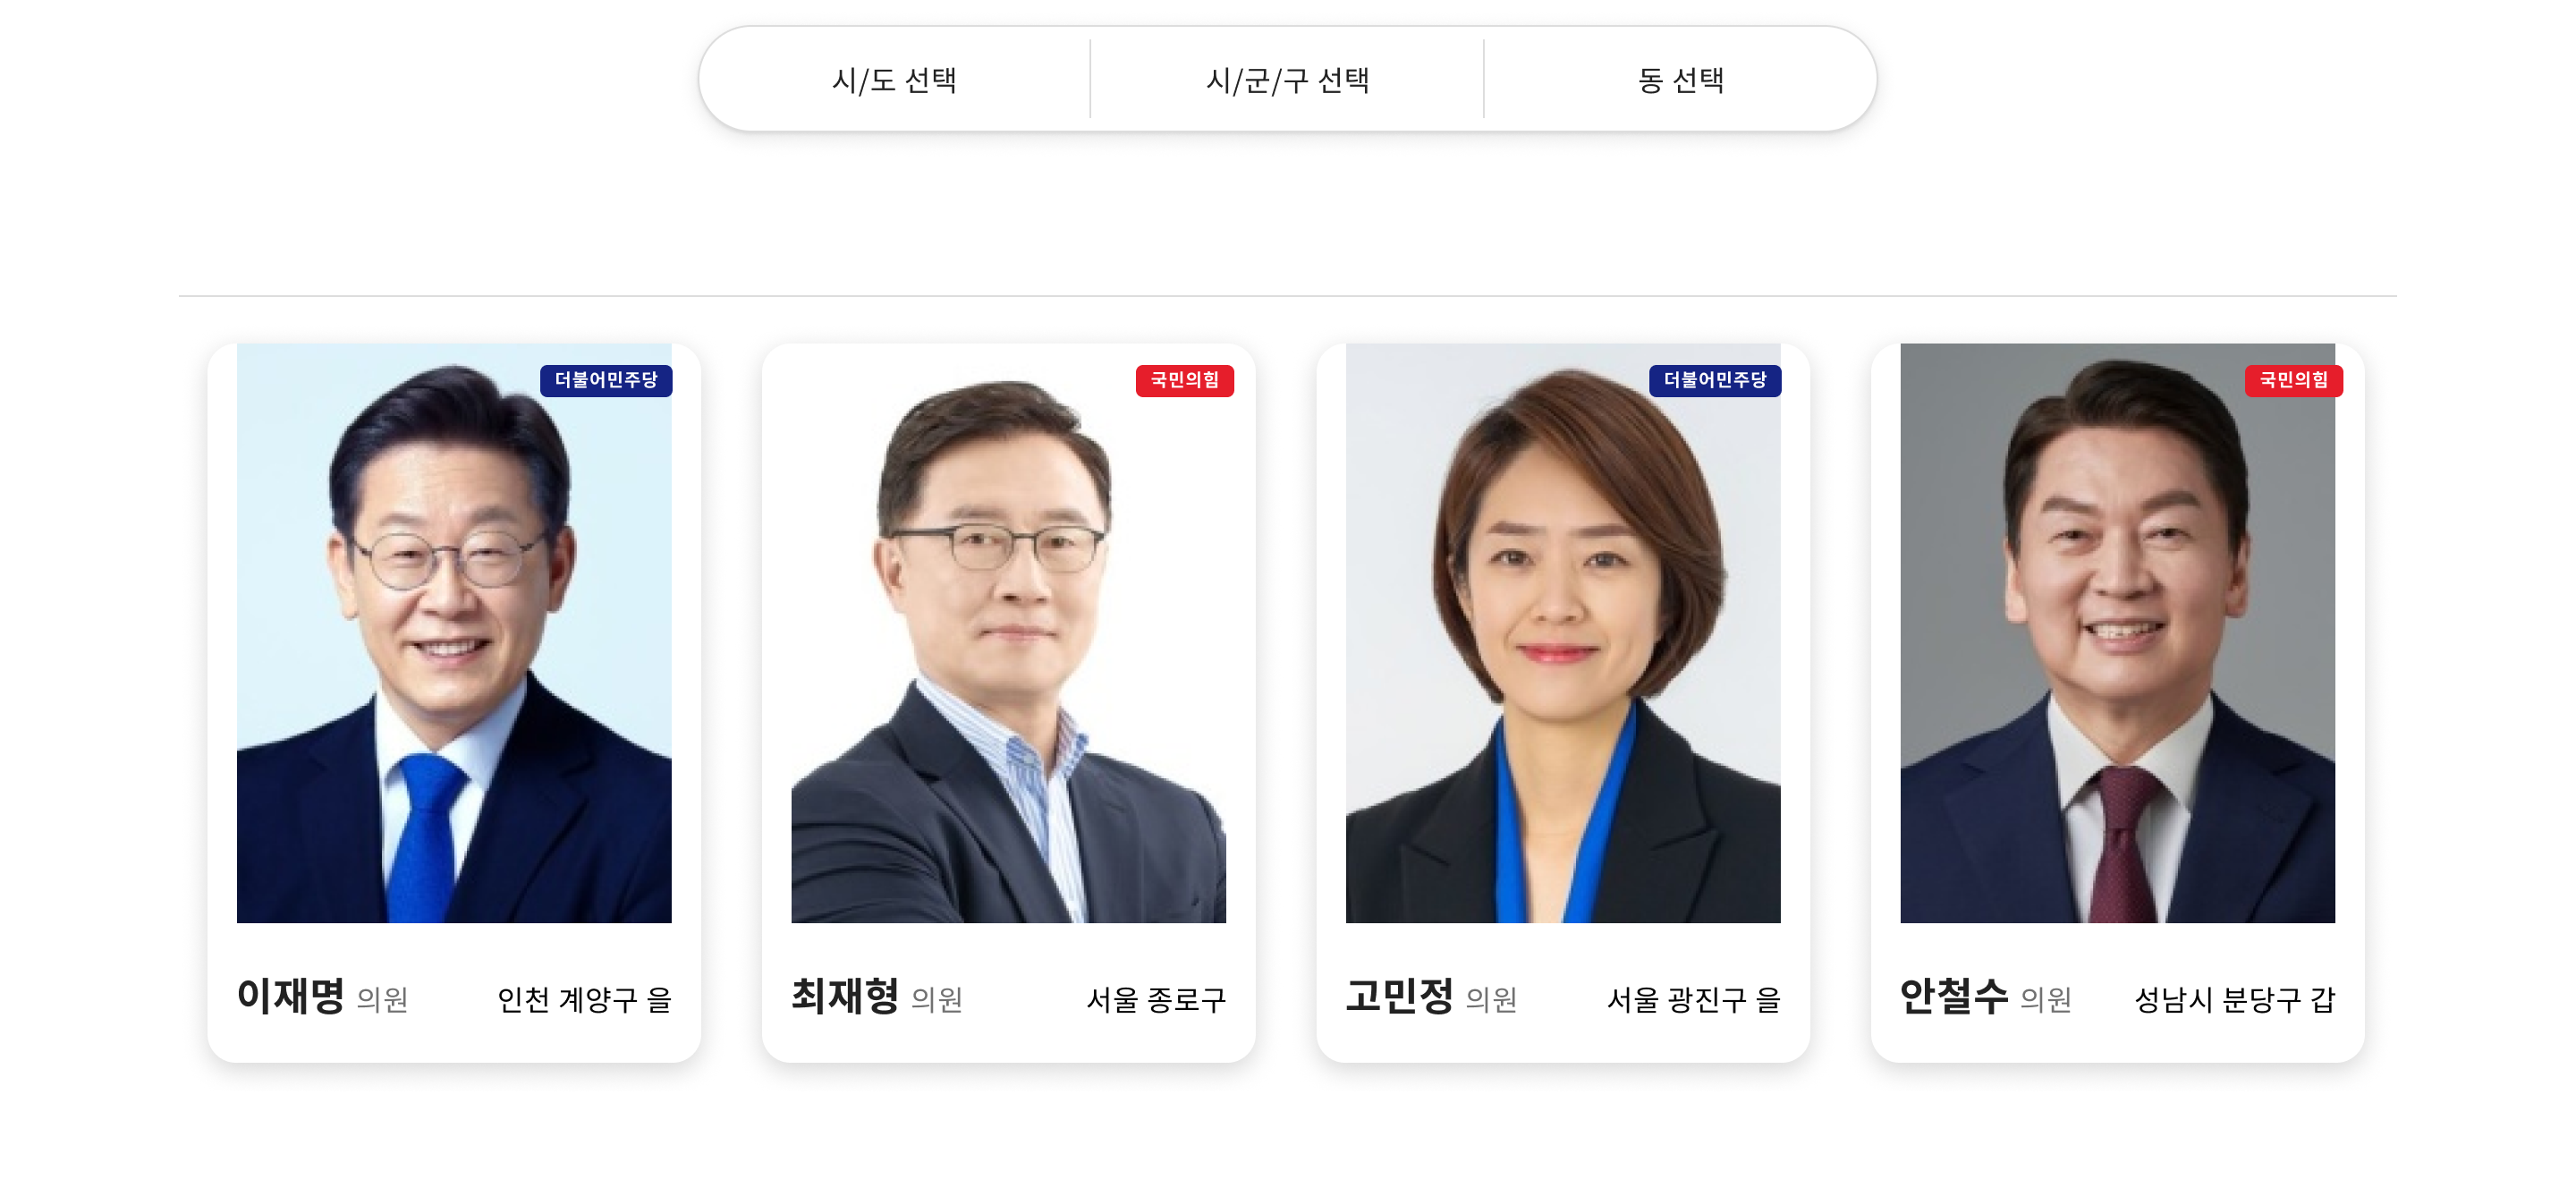 시/도 선택
시/군/구 선택
동 선택
더불어민주당
이재명 의원 인천 계양구 을
국민의힘
최재형 의원 서울 종로구
더불어민주당
고민정 의원 서울 광진구 을
국민의힘
안철수 의원 성남시 분당구 갑